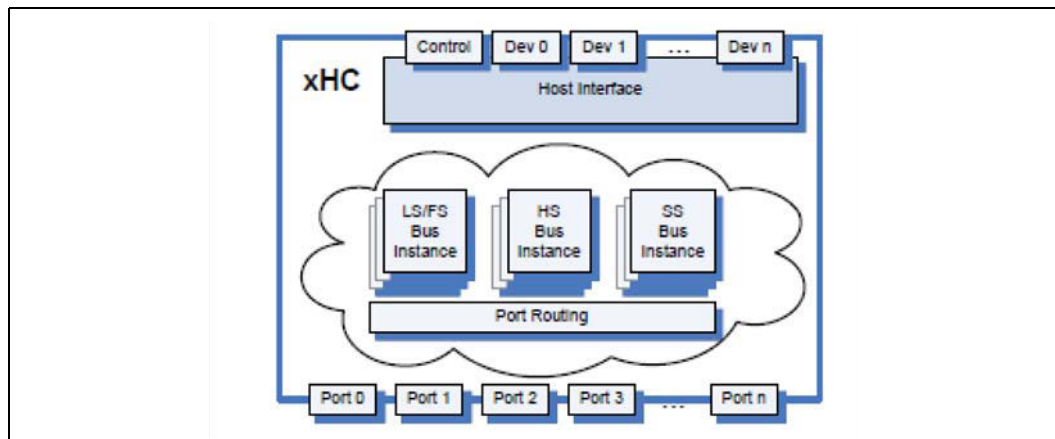 Control Dev 0 Dev 1 ... Dev n
xHC
Host Interface
LS/FS Bus Instance
HS Bus Instance
SS Bus Instance
Port Routing
Port 0 Port 1 Port 2 Port 3 ... Port n